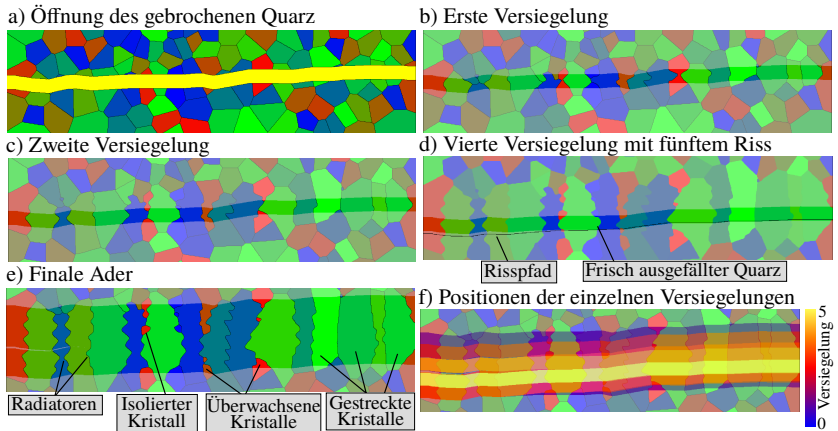 a) Öffnung des gebrochenen Quarz
b) Erste Versiegelung
c) Zweite Versiegelung
d) Vierte Versiegelung mit fünftem Riss
Risspfad
Frisch ausgefällter Quarz
e) Finale Ader
Radiatoren
Isolierter
Kristall
Überwachsene
Kristalle
Gestreckte
Kristalle
f) Positionen der einzelnen Versiegelungen
5
Versiegelung
0